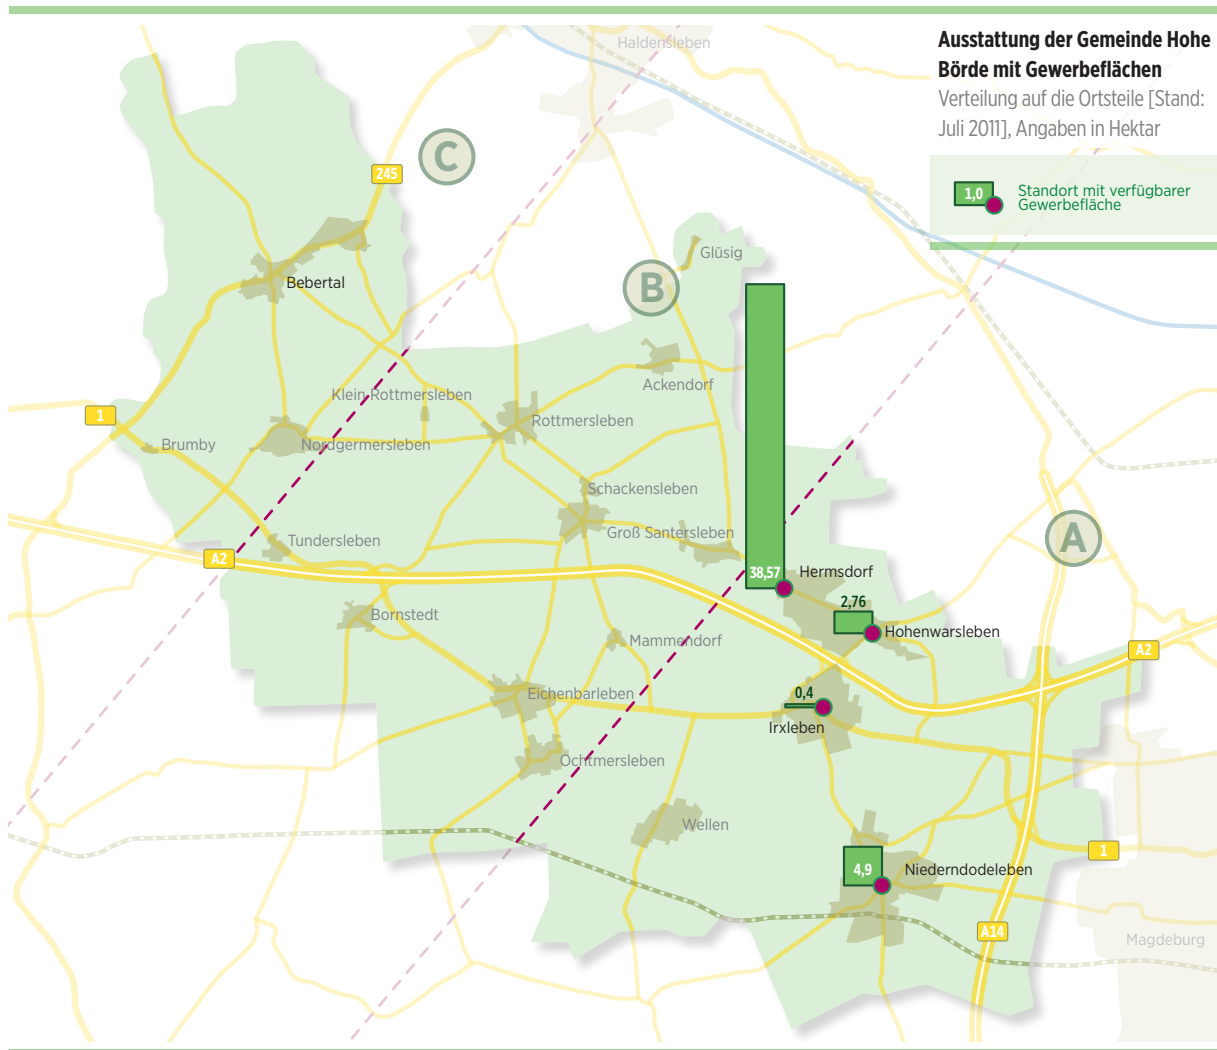 Ausstattung der Gemeinde Hohe
Börde mit Gewerbeflächen
Verteilung auf die Ortsteile [Stand:
Juli 2011], Angaben in Hektar
1,0
Standort mit verfügbarer
Gewerbefläche
Haldensleben
C
245
Glüsig
B
Bebertal
Ackendorf
Klein Rottmersleben
1
Rottmersleben
Brumby
Nordgermersleben
Schackensleben
Groß Santersleben
A
Tundersleben
A2
38,57
Hermsdorf
2,76
Bornstedt
Hohenwarsleben
Mammendorf
A2
Eichenbarleben
0,4
Irxleben
Ochtmersleben
Wellen
1
4,9
Niederndodeleben
A14
Magdeburg